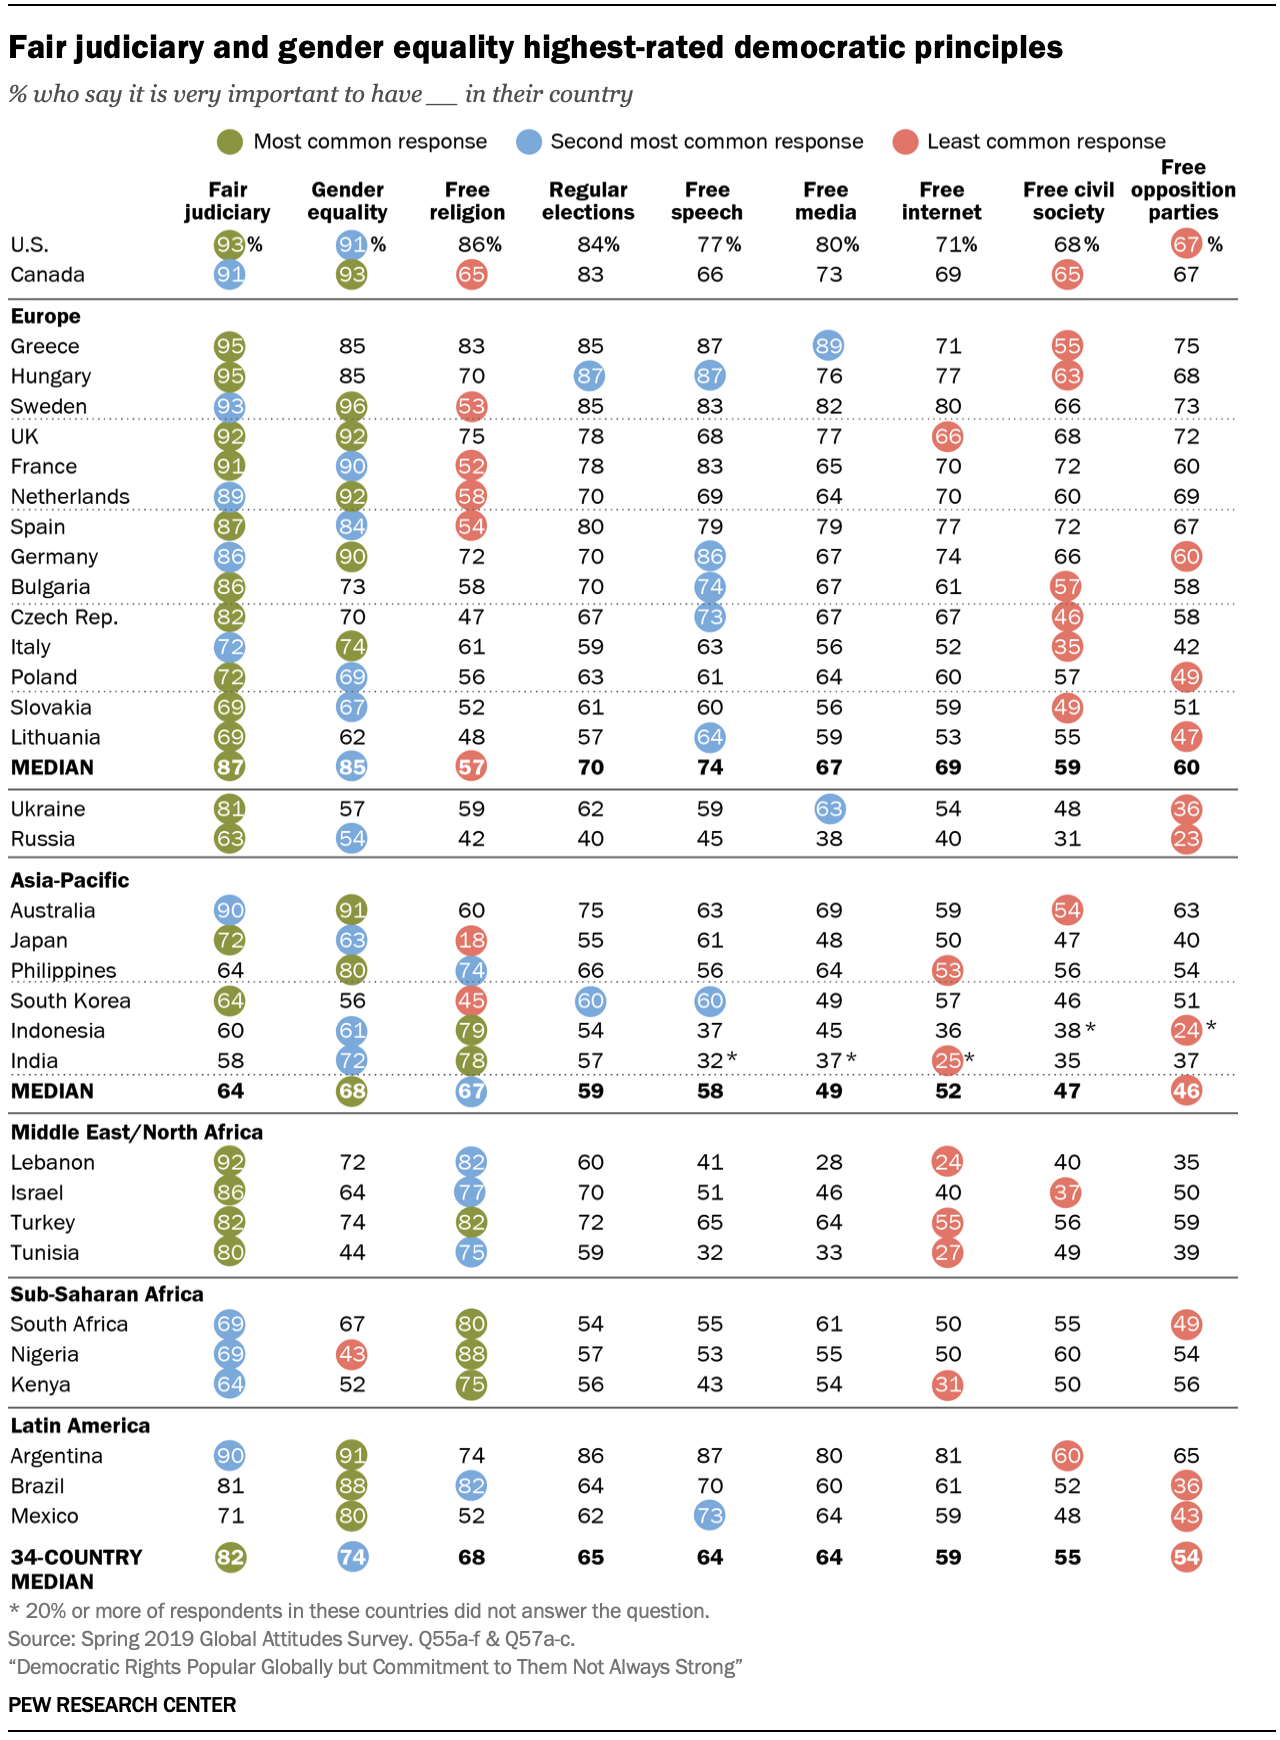 Fair judiciary and gender equality highest-rated democratic principles
% who say it is very important to have __ in their country
Most common response Second most common response Least common response
Fair judiciary Gender equality Free religion Regular elections Free speech Free media Free internet Free civil society Free opposition parties
U.S. 93% 91% 86% 84% 77% 80% 71% 68% 67%
Canada 91 93 65 83 66 73 69 65 67
Europe
Greece 95 85 83 85 87 89 71 55 75
Hungary 95 85 70 87 87 76 77 63 68
Sweden 93 96 53 85 83 82 80 66 73
UK 92 92 75 78 68 77 66 68 72
France 91 90 52 78 83 65 70 72 60
Netherlands 89 92 58 70 69 64 70 60 69
Spain 87 84 54 80 79 79 77 72 67
Germany 86 90 72 70 86 67 74 66 60
Bulgaria 86 73 58 70 74 67 61 57 58
Czech Rep. 82 70 47 67 73 67 67 46 58
Italy 72 74 61 59 63 56 52 35 42
Poland 72 69 56 63 61 64 60 57 49
Slovakia 69 67 52 61 60 56 59 49 51
Lithuania 69 62 48 57 64 59 53 55 47
MEDIAN 87 85 57 70 74 67 69 59 60
Ukraine 81 57 59 62 59 63 54 48 36
Russia 63 54 42 40 45 38 40 31 23
Asia-Pacific
Australia 90 91 60 75 63 69 59 54 63
Japan 72 63 18 55 61 48 50 47 40
Philippines 64 80 74 66 56 64 53 56 54
South Korea 64 56 45 60 60 49 57 46 51
Indonesia 60 61 79 54 37 45 36 38* 24*
India 58 72 78 57 32* 37* 25* 35 37
MEDIAN 64 68 67 59 58 49 52 47 46
Middle East/North Africa
Lebanon 92 72 82 60 41 28 24 40 35
Israel 86 64 77 70 51 46 40 37 50
Turkey 82 74 82 72 65 64 55 56 59
Tunisia 80 44 75 59 32 33 27 49 39
Sub-Saharan Africa
South Africa 69 67 80 54 55 61 50 55 49
Nigeria 69 43 88 57 53 55 50 60 54
Kenya 64 52 75 56 43 54 31 50 56
Latin America
Argentina 90 91 74 86 87 80 81 60 65
Brazil 81 88 82 64 70 60 61 52 36
Mexico 71 80 52 62 73 64 59 48 43
34-COUNTRY MEDIAN 82 74 68 65 64 64 59 55 54
* 20% or more of respondents in these countries did not answer the question.
Source: Spring 2019 Global Attitudes Survey. Q55a-f & Q57a-c.
“Democratic Rights Popular Globally but Commitment to Them Not Always Strong”
PEW RESEARCH CENTER